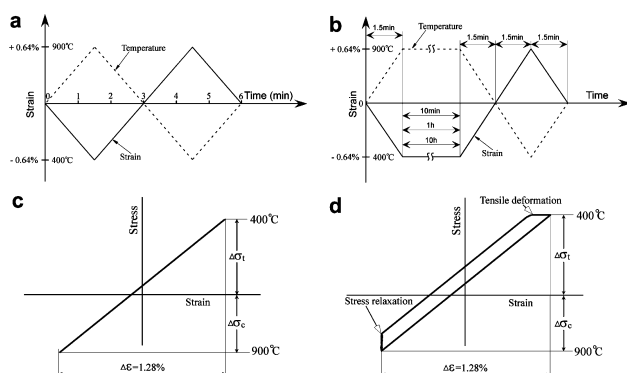 a
+ 0.64%
900℃
Temperature
Strain
0
1
2
3
4
5
6
Time (min)
- 0.64%
400℃
Strain
b
1.5min
1.5min
1.5min
1.5min
+ 0.64%
900℃
Temperature
Strain
0
Time
10min
1h
10h
- 0.64%
400℃
Strain
c
Stress
400℃
Δσt
Strain
Δσc
900℃
Δε=1.28%
d
Tensile deformation
Stress
400℃
Δσt
Strain
Stress relaxation
Δσc
900℃
Δε=1.28%